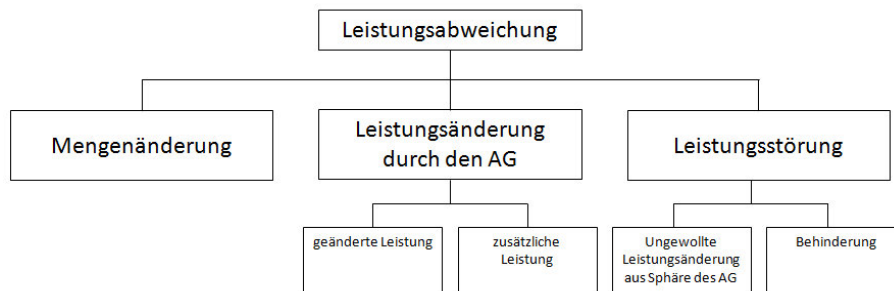 Leistungsabweichung
Mengenänderung
Leistungsänderung
durch den AG
Leistungsstörung
geänderte Leistung
zusätzliche
Leistung
Ungewollte
Leistungsänderung
aus Sphäre des AG
Behinderung